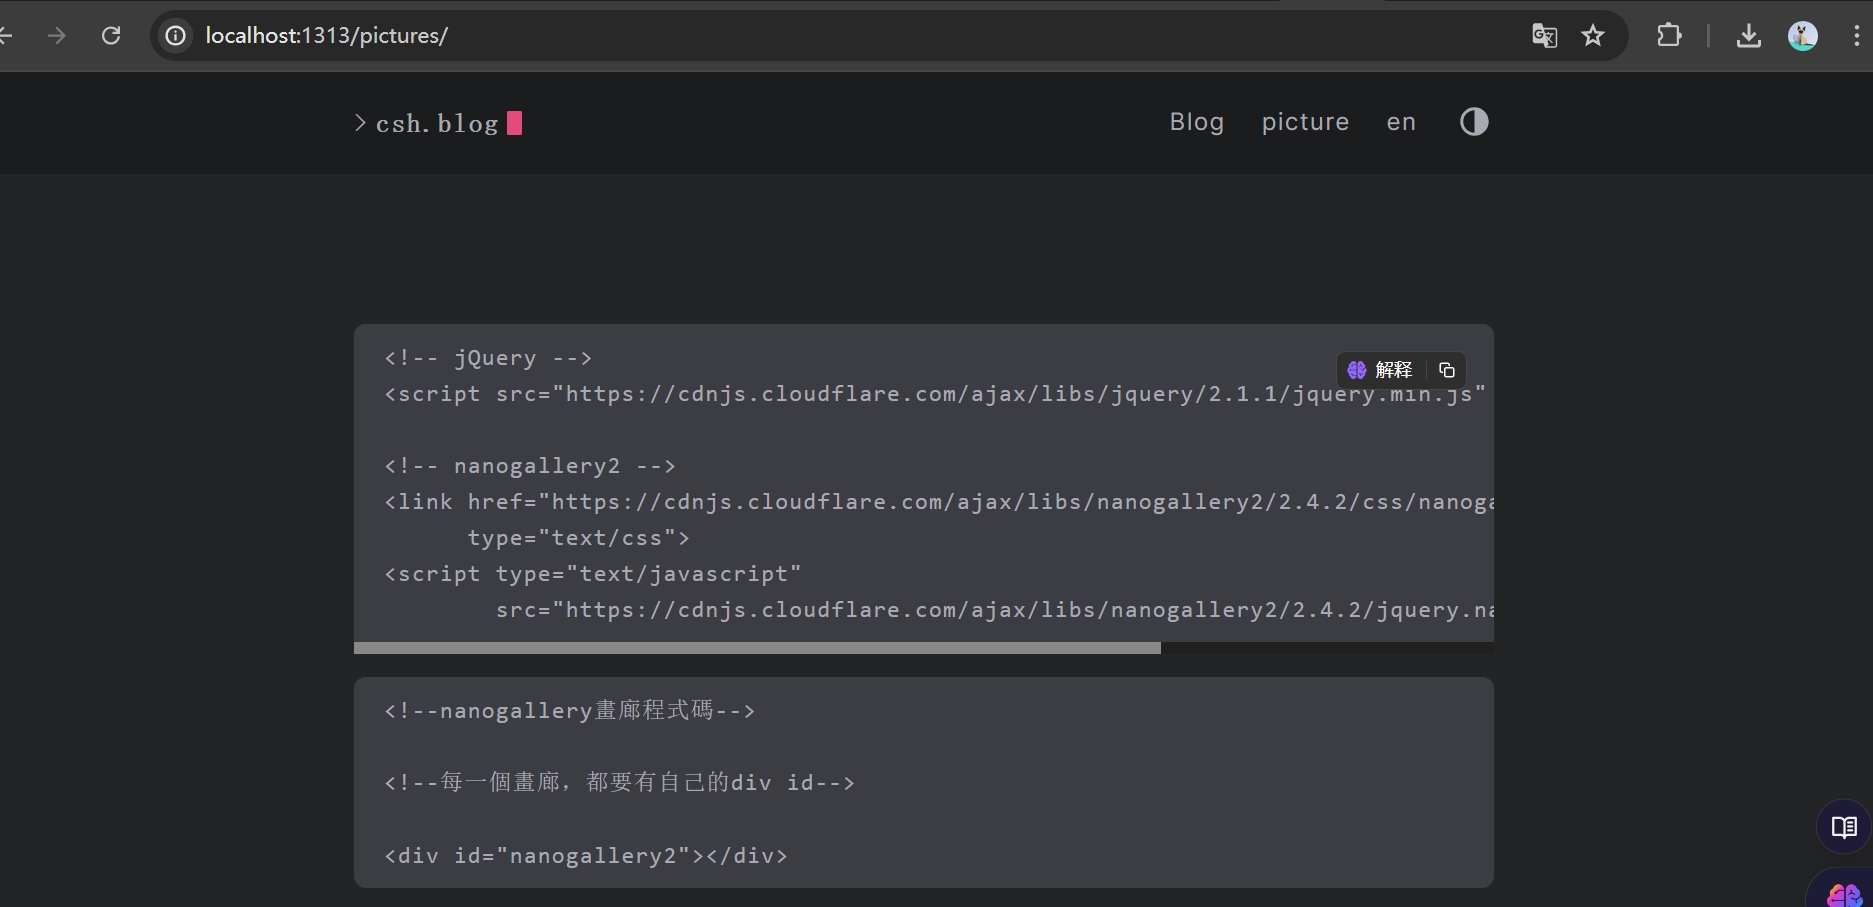 localhost:1313/pictures/
> csh.blog
Blog picture en
<!-- jQuery -->
解释
<script src="https://cdnjs.cloudflare.com/ajax/libs/jquery/2.1.1/jquery.min.js"
<!-- nanogallery2 -->
<link href="https://cdnjs.cloudflare.com/ajax/libs/nanogallery2/2.4.2/css/nanoga
type="text/css">
<script type="text/javascript"
src="https://cdnjs.cloudflare.com/ajax/libs/nanogallery2/2.4.2/jquery.na
<!--nanogallery畫廊程式碼-->
<!--每一個畫廊，都要有自己的div id-->
<div id="nanogallery2"></div>